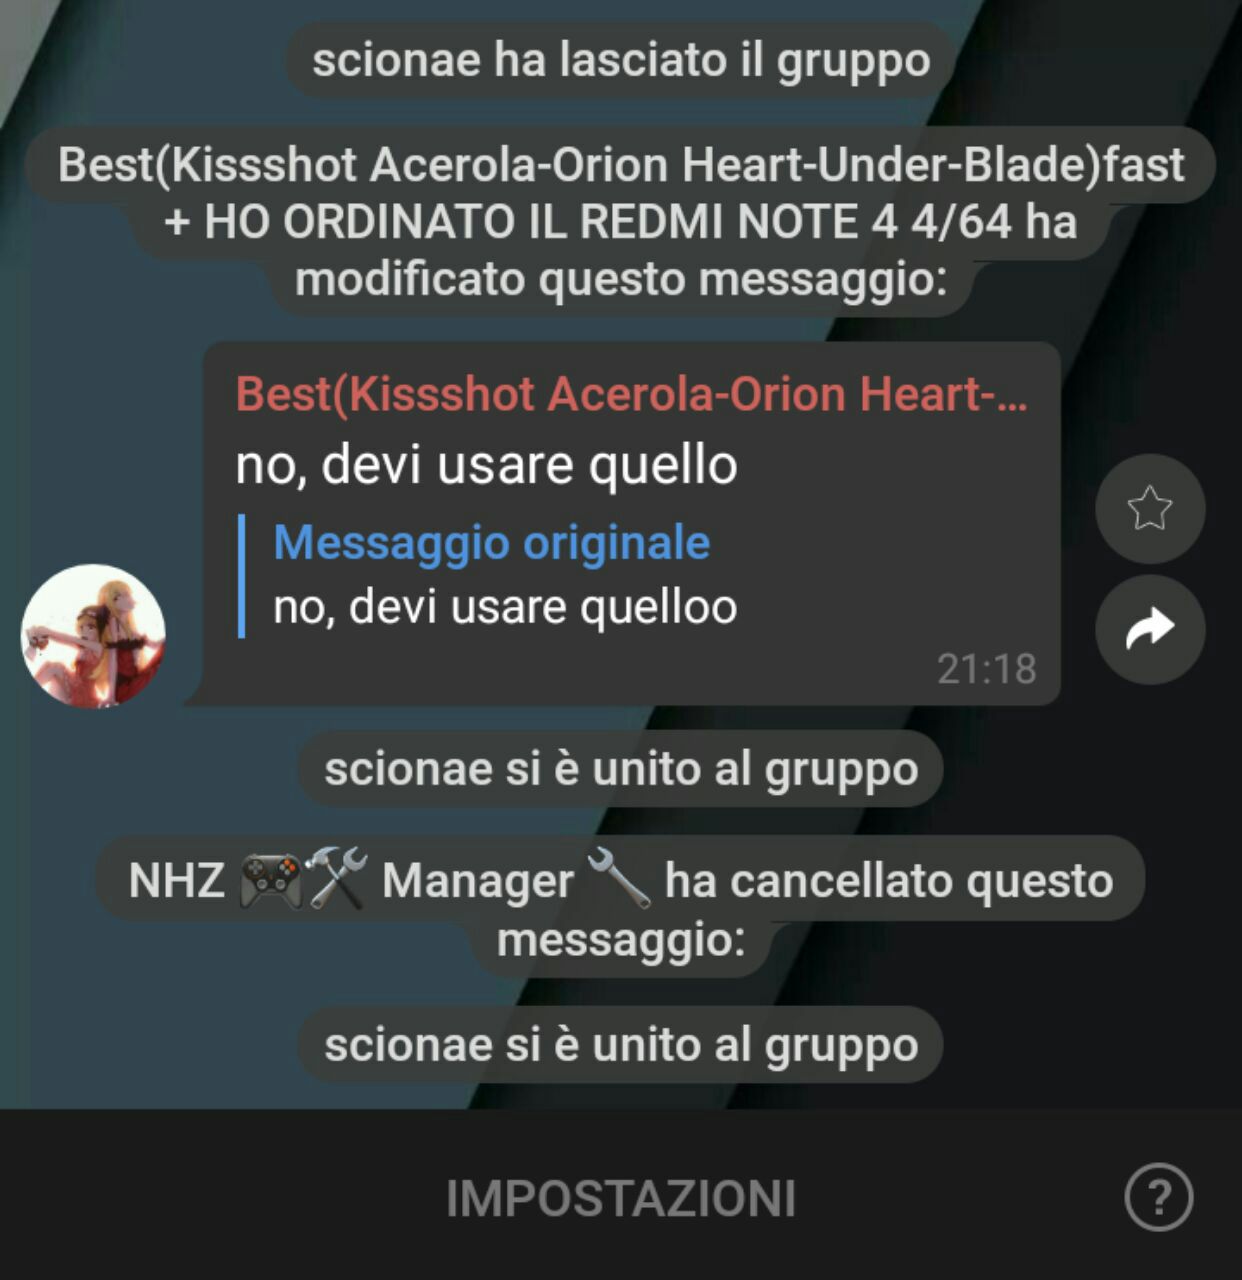 scionae ha lasciato il gruppo
Best(Kissshot Acerola-Orion Heart-Under-Blade)fast
+ HO ORDINATO IL REDMI NOTE 4 4/64 ha
modificato questo messaggio:
Best(Kissshot Acerola-Orion Heart-...
no, devi usare quello
Messaggio originale
no, devi usare quelloo
21:18
scionae si è unito al gruppo
NHZ 🎮🛠 Manager 🔧 ha cancellato questo
messaggio:
scionae si è unito al gruppo
IMPOSTAZIONI
?